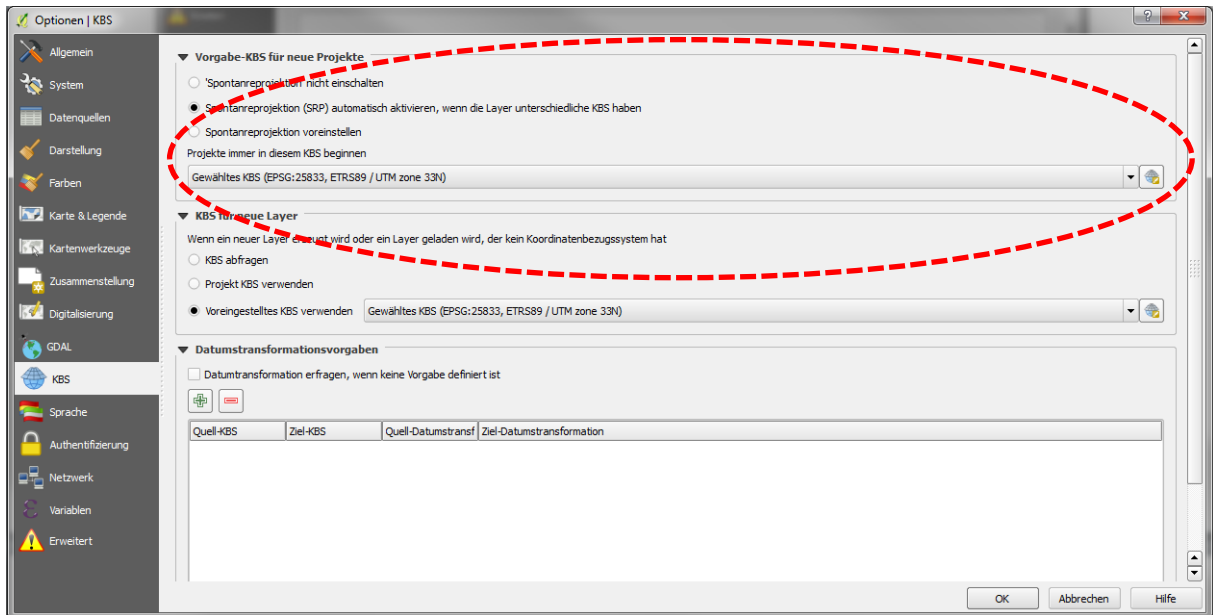 Optionen | KBS
Allgemein
System
Datenquellen
Darstellung
Farben
Karte & Legende
Kartenwerkzeuge
Zusammenstellung
Digitalisierung
GDAL
KBS
Sprache
Authentifizierung
Netzwerk
Variablen
Erweitert
Vorgabe-KBS für neue Projekte
'Spontanreprojektion' nicht einschalten
Spontanreprojektion (SRP) automatisch aktivieren, wenn die Layer unterschiedliche KBS haben
Spontanreprojektion voreinstellen
Projekte immer in diesem KBS beginnen
Gewähltes KBS (EPSG:25833, ETRS89 / UTM zone 33N)
KBS für neue Layer
Wenn ein neuer Layer erzeugt wird oder ein Layer geladen wird, der kein Koordinatenbezugssystem hat
KBS abfragen
Projekt KBS verwenden
Voreingestelltes KBS verwenden Gewähltes KBS (EPSG:25833, ETRS89 / UTM zone 33N)
Datumstransformationsvorgaben
Datumtransformation erfragen, wenn keine Vorgabe definiert ist
Quell-KBS Ziel-KBS Quell-Datumstransf Ziel-Datumstransformation
OK Abbrechen Hilfe